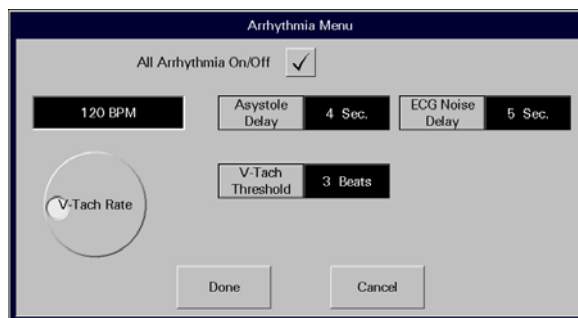 Arrhythmia Menu
All Arrhythmia On/Off
120 BPM
Asystole
Delay
4 Sec.
ECG Noise
Delay
5 Sec.
V-Tach Rate
V-Tach
Threshold
3 Beats
Done
Cancel